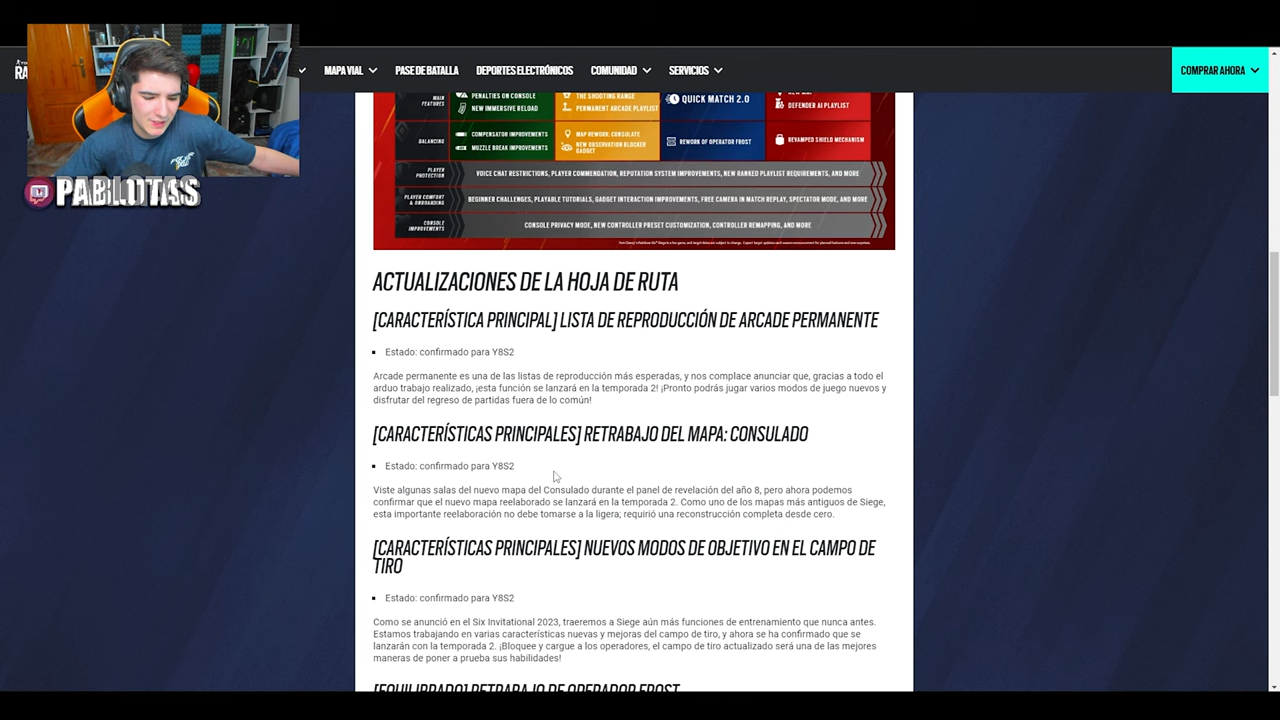 RA
MAPA VIAL
PASE DE BATALLA
DEPORTES ELECTRÓNICOS
COMUNIDAD
SERVICIOS
COMPRAR AHORA
MAIN FEATURES
PENALTIES ON CONSOLE
NEW IMMERSIVE RELOAD
THE SHOOTING RANGE
PERMANENT ARCADE PLAYLIST
QUICK MATCH 2.0
DEFENDER AI PLAYLIST
BALANCING
COMPENSATOR IMPROVEMENTS
MUZZLE BREAK IMPROVEMENTS
MAP REWORK: CONSULATE
NEW OBSERVATION BLOCKER GADGET
REWORK OF OPERATOR FROST
REVAMPED SHIELD MECHANISM
PLAYER PROTECTION
VOICE CHAT RESTRICTIONS, PLAYER COMMENDATION, REPUTATION SYSTEM IMPROVEMENTS, NEW RANKED PLAYLIST REQUIREMENTS, AND MORE
PLAYER COMFORT & ONBOARDING
BEGINNER CHALLENGES, PLAYABLE TUTORIALS, GADGET INTERACTION IMPROVEMENTS, FREE CAMERA IN MATCH REPLAY, SPECTATOR MODE, AND MORE
CONSOLE IMPROVEMENTS
CONSOLE PRIVACY MODE, NEW CONTROLLER PRESET CUSTOMIZATION, CONTROLLER REMAPPING, AND MORE
ACTUALIZACIONES DE LA HOJA DE RUTA
[CARACTERÍSTICA PRINCIPAL] LISTA DE REPRODUCCIÓN DE ARCADE PERMANENTE
Estado: confirmado para Y8S2
Arcade permanente es una de las listas de reproducción más esperadas, y nos complace anunciar que, gracias a todo el
arduo trabajo realizado, ¡esta función se lanzará en la temporada 2! ¡Pronto podrás jugar varios modos de juego nuevos y
disfrutar del regreso de partidas fuera de lo común!
[CARACTERÍSTICAS PRINCIPALES] RETRABAJO DEL MAPA: CONSULADO
Estado: confirmado para Y8S2
Viste algunas salas del nuevo mapa del Consulado durante el panel de revelación del año 8, pero ahora podemos
confirmar que el nuevo mapa reelaborado se lanzará en la temporada 2. Como uno de los mapas más antiguos de Siege,
esta importante reelaboración no debe tomarse a la ligera; requirió una reconstrucción completa desde cero.
[CARACTERÍSTICAS PRINCIPALES] NUEVOS MODOS DE OBJETIVO EN EL CAMPO DE
TIRO
Estado: confirmado para Y8S2
Como se anunció en el Six Invitational 2023, traeremos a Siege aún más funciones de entrenamiento que nunca antes.
Estamos trabajando en varias características nuevas y mejoras del campo de tiro, y ahora se ha confirmado que se
lanzarán con la temporada 2. ¡Bloquee y cargue a los operadores, el campo de tiro actualizado será una de las mejores
maneras de poner a prueba sus habilidades!
[EQUILIBRADO] RETRABAJO DE OPERADOR FROST